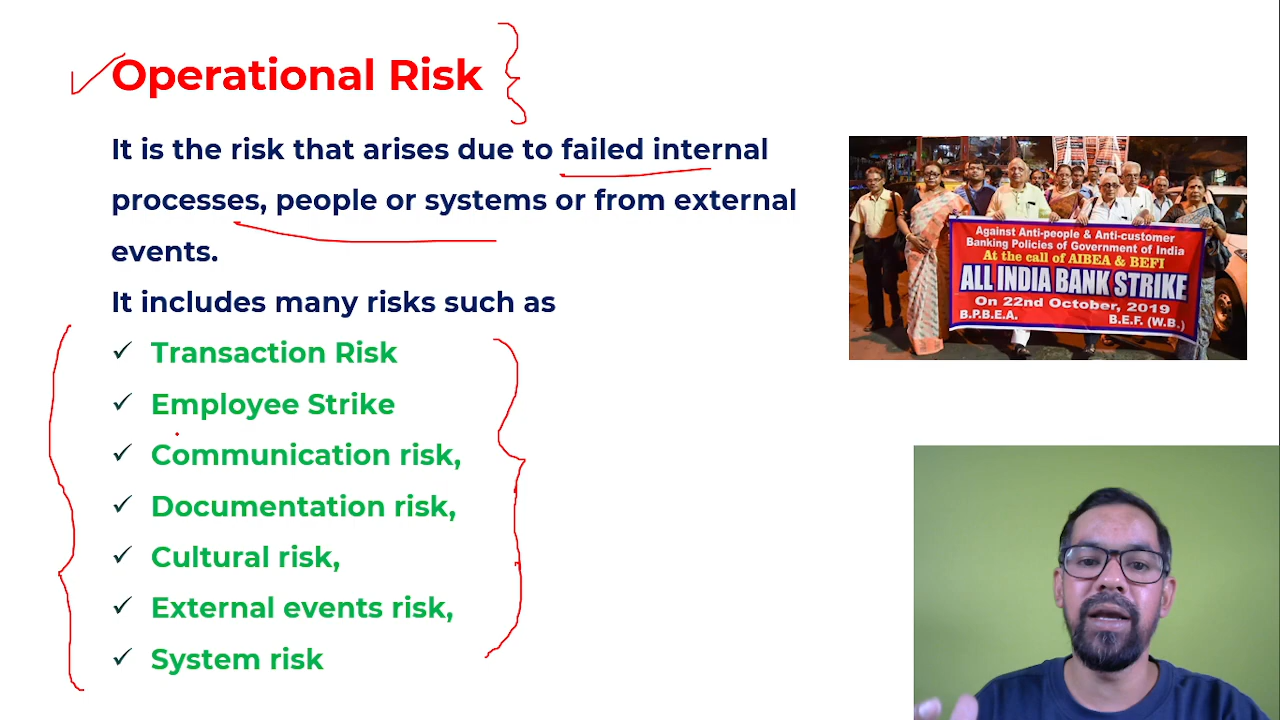 Operational Risk
It is the risk that arises due to failed internal
processes, people or systems or from external
events.
It includes many risks such as
✓ Transaction Risk
✓ Employee Strike
✓ Communication risk,
✓ Documentation risk,
✓ Cultural risk,
✓ External events risk,
✓ System risk
Against Anti-people & Anti-customer
Banking Policies of Government of India
At the call of AIBEA & BEFI
ALL INDIA BANK STRIKE
On 22nd October, 2019
B.P.B.E.A. B.E.F. (W.B.)